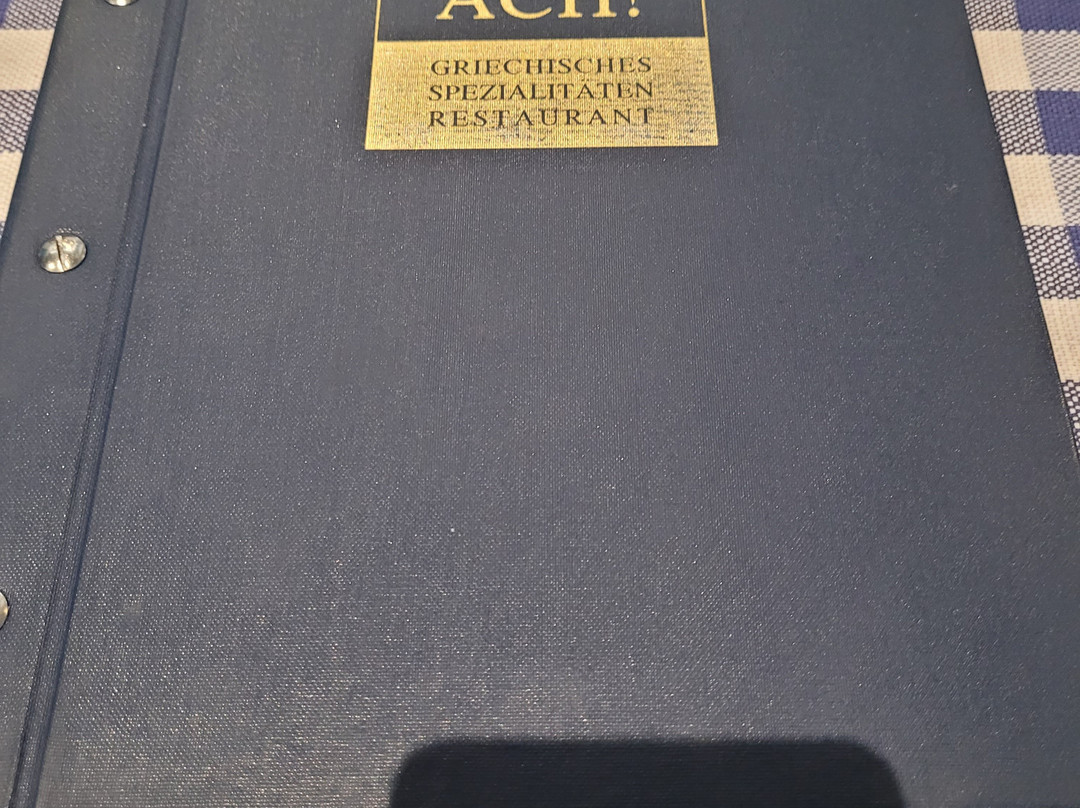 ACH!
GRIECHISCHES
SPEZIALITÄTEN
RESTAURANT